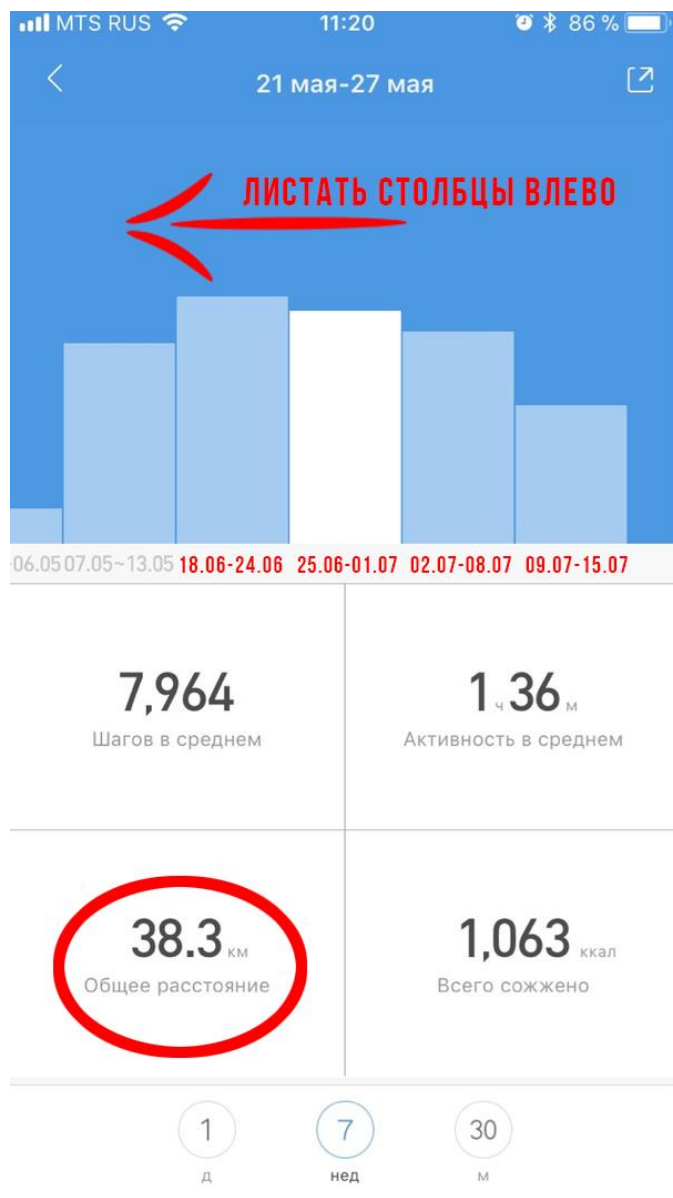 MTS RUS 11:20 86 %
21 мая-27 мая
ЛИСТАТЬ СТОЛБЦЫ ВЛЕВО
06.05 07.05~13.05 18.06-24.06 25.06-01.07 02.07-08.07 09.07-15.07
7,964 1 ч 36 м
Шагов в среднем Активность в среднем
38.3 км 1,063 ккал
Общее расстояние Всего сожжено
1 7 30
д нед м